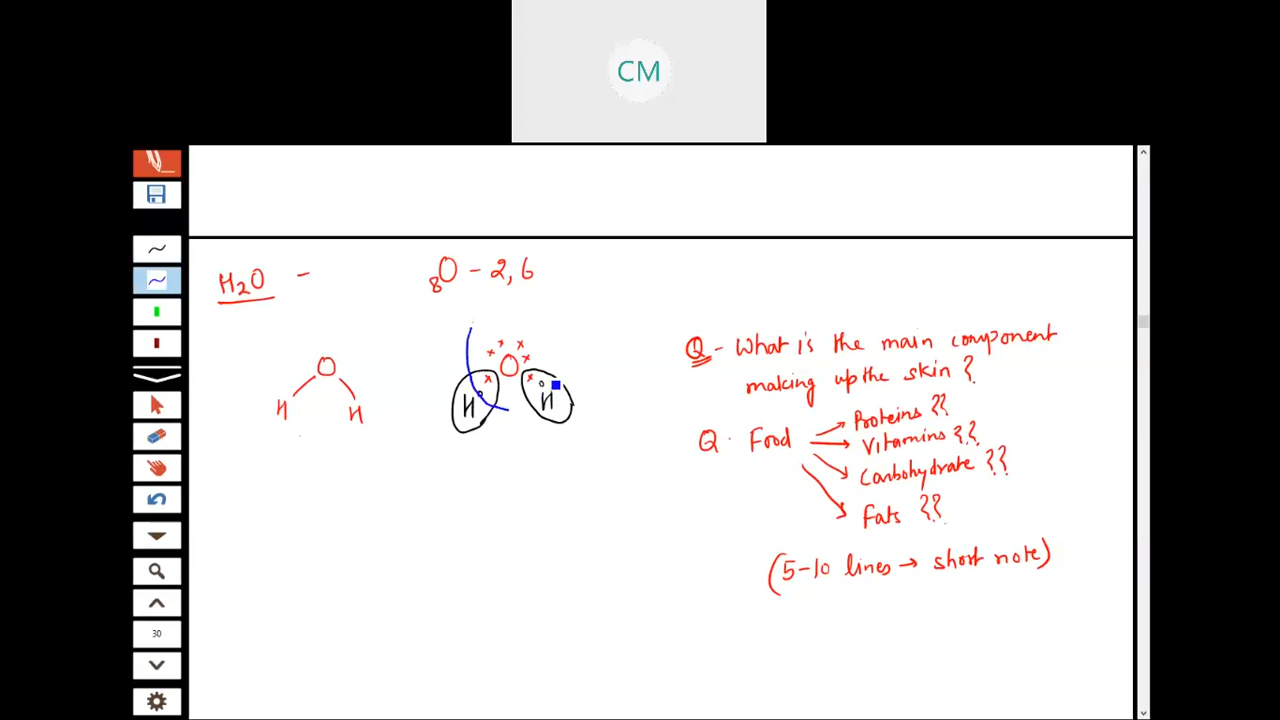 CM
H2O -
8O - 2, 6
O
H H
O
H H
Q - What is the main component
making up the skin ?
Q. Food
Proteins ??
Vitamins ??
Carbohydrate ??
Fats ??
(5-10 lines → short note)
30